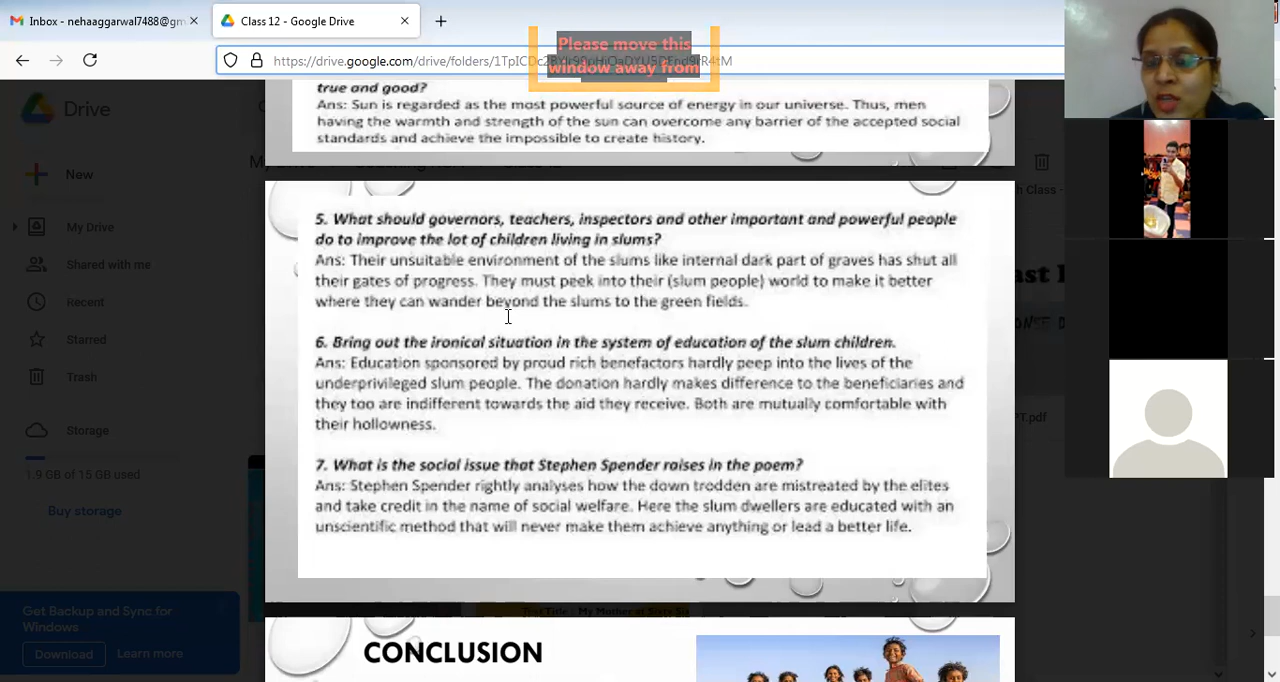 Inbox - nehaaggarwal7488@gm
Class 12 - Google Drive
Please move this
window away from
https://drive.google.com/drive/folders/
Drive
New
My Drive
Shared with me
Recent
Starred
Trash
Storage
1.9 GB of 15 GB used
Buy storage
Get Backup and Sync for
Windows
Download
Learn more
true and good?
Ans: Sun is regarded as the most powerful source of energy in our universe. Thus, men
having the warmth and strength of the sun can overcome any barrier of the accepted social
standards and achieve the impossible to create history.
5. What should governors, teachers, inspectors and other important and powerful people
do to improve the lot of children living in slums?
Ans: Their unsuitable environment of the slums like internal dark part of graves has shut all
their gates of progress. They must peek into their (slum people) world to make it better
where they can wander beyond the slums to the green fields.
6. Bring out the ironical situation in the system of education of the slum children.
Ans: Education sponsored by proud rich benefactors hardly peep into the lives of the
underprivileged slum people. The donation hardly makes difference to the beneficiaries and
they too are indifferent towards the aid they receive. Both are mutually comfortable with
their hollowness.
7. What is the social issue that Stephen Spender raises in the poem?
Ans: Stephen Spender rightly analyses how the down trodden are mistreated by the elites
and take credit in the name of social welfare. Here the slum dwellers are educated with an
unscientific method that will never make them achieve anything or lead a better life.
Title : My Mother at Sixty Six
CONCLUSION
h Class -
PT.pdf